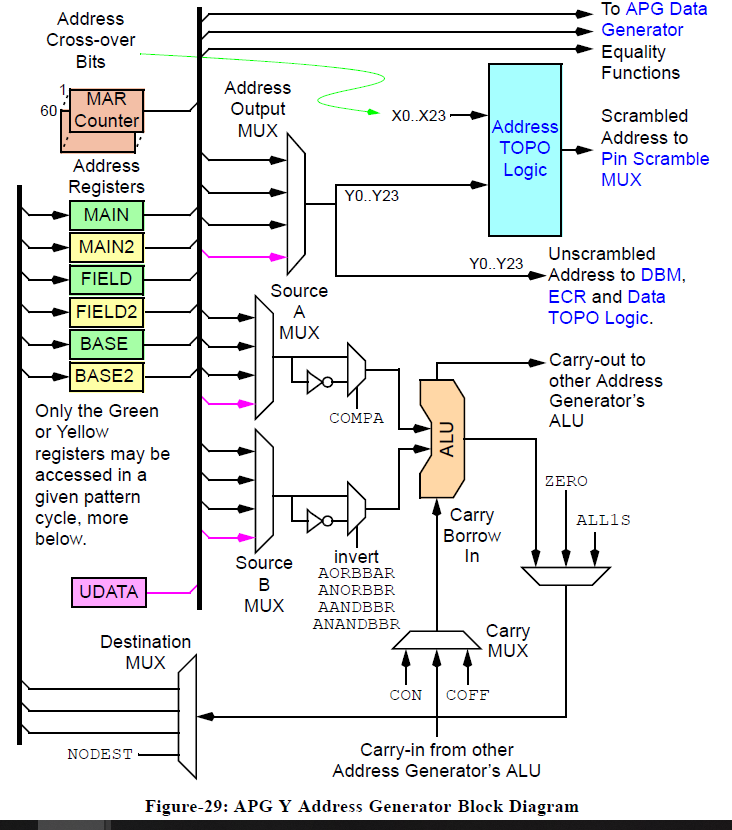 Address
Cross-over
Bits
To APG Data
Generator
Equality
Functions
1
60
MAR
Counter
Address
Output
MUX
X0..X23
Address
TOPO
Logic
Scrambled
Address to
Pin Scramble
MUX
Address
Registers
MAIN
MAIN2
FIELD
FIELD2
BASE
BASE2
Y0..Y23
Y0..Y23
Unscrambled
Address to DBM,
ECR and Data
TOPO Logic.
Source
A
MUX
COMPA
Carry-out to
other Address
Generator's
ALU
ALU
Only the Green
or Yellow
registers may be
accessed in a
given pattern
cycle, more
below.
ZERO
ALL1S
Carry
Borrow
In
Source
B
MUX
invert
AORBBAR
ANORBBR
AANDBBR
ANANDBBR
UDATA
Destination
MUX
Carry
MUX
CON
COFF
NODEST
Carry-in from other
Address Generator's ALU
Figure-29: APG Y Address Generator Block Diagram